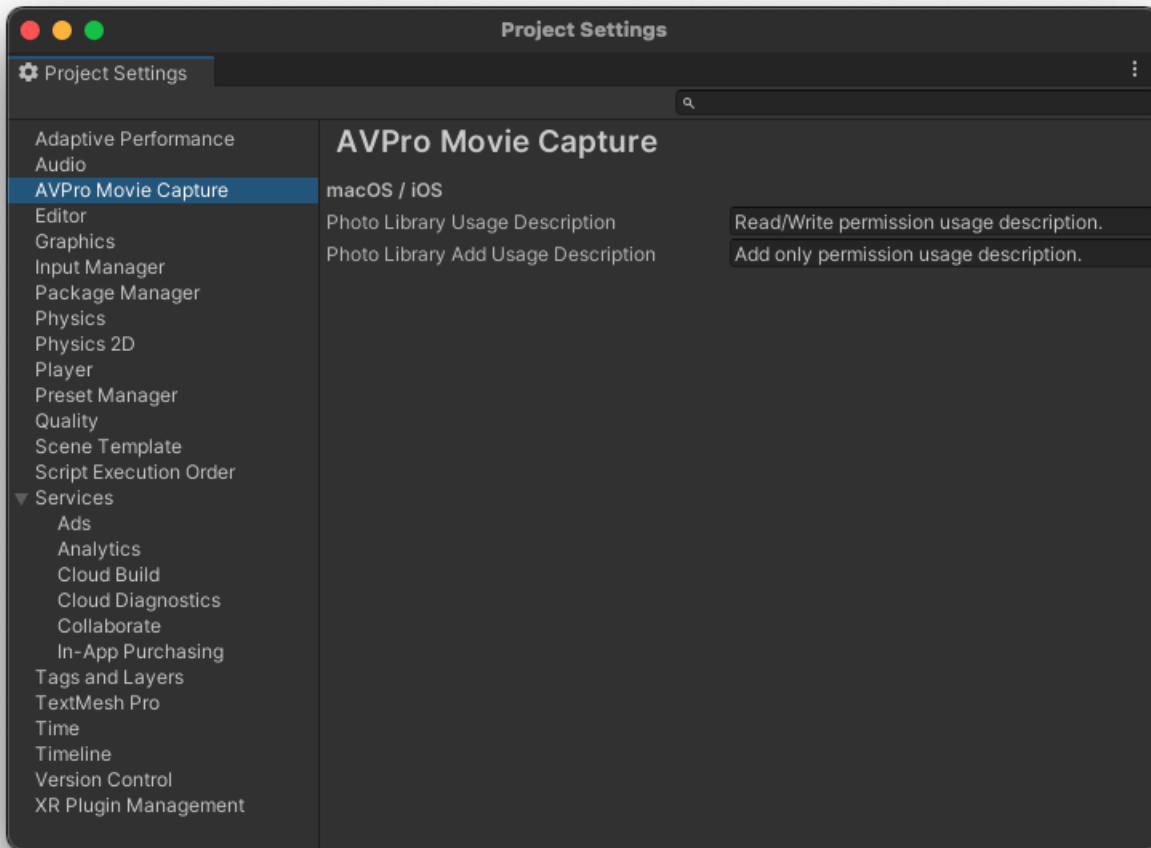 Project Settings
Project Settings
AVPro Movie Capture
macOS / iOS
Photo Library Usage Description Read/Write permission usage description.
Photo Library Add Usage Description Add only permission usage description.
Adaptive Performance
Audio
AVPro Movie Capture
Editor
Graphics
Input Manager
Package Manager
Physics
Physics 2D
Player
Preset Manager
Quality
Scene Template
Script Execution Order
Services
Ads
Analytics
Cloud Build
Cloud Diagnostics
Collaborate
In-App Purchasing
Tags and Layers
TextMesh Pro
Time
Timeline
Version Control
XR Plugin Management